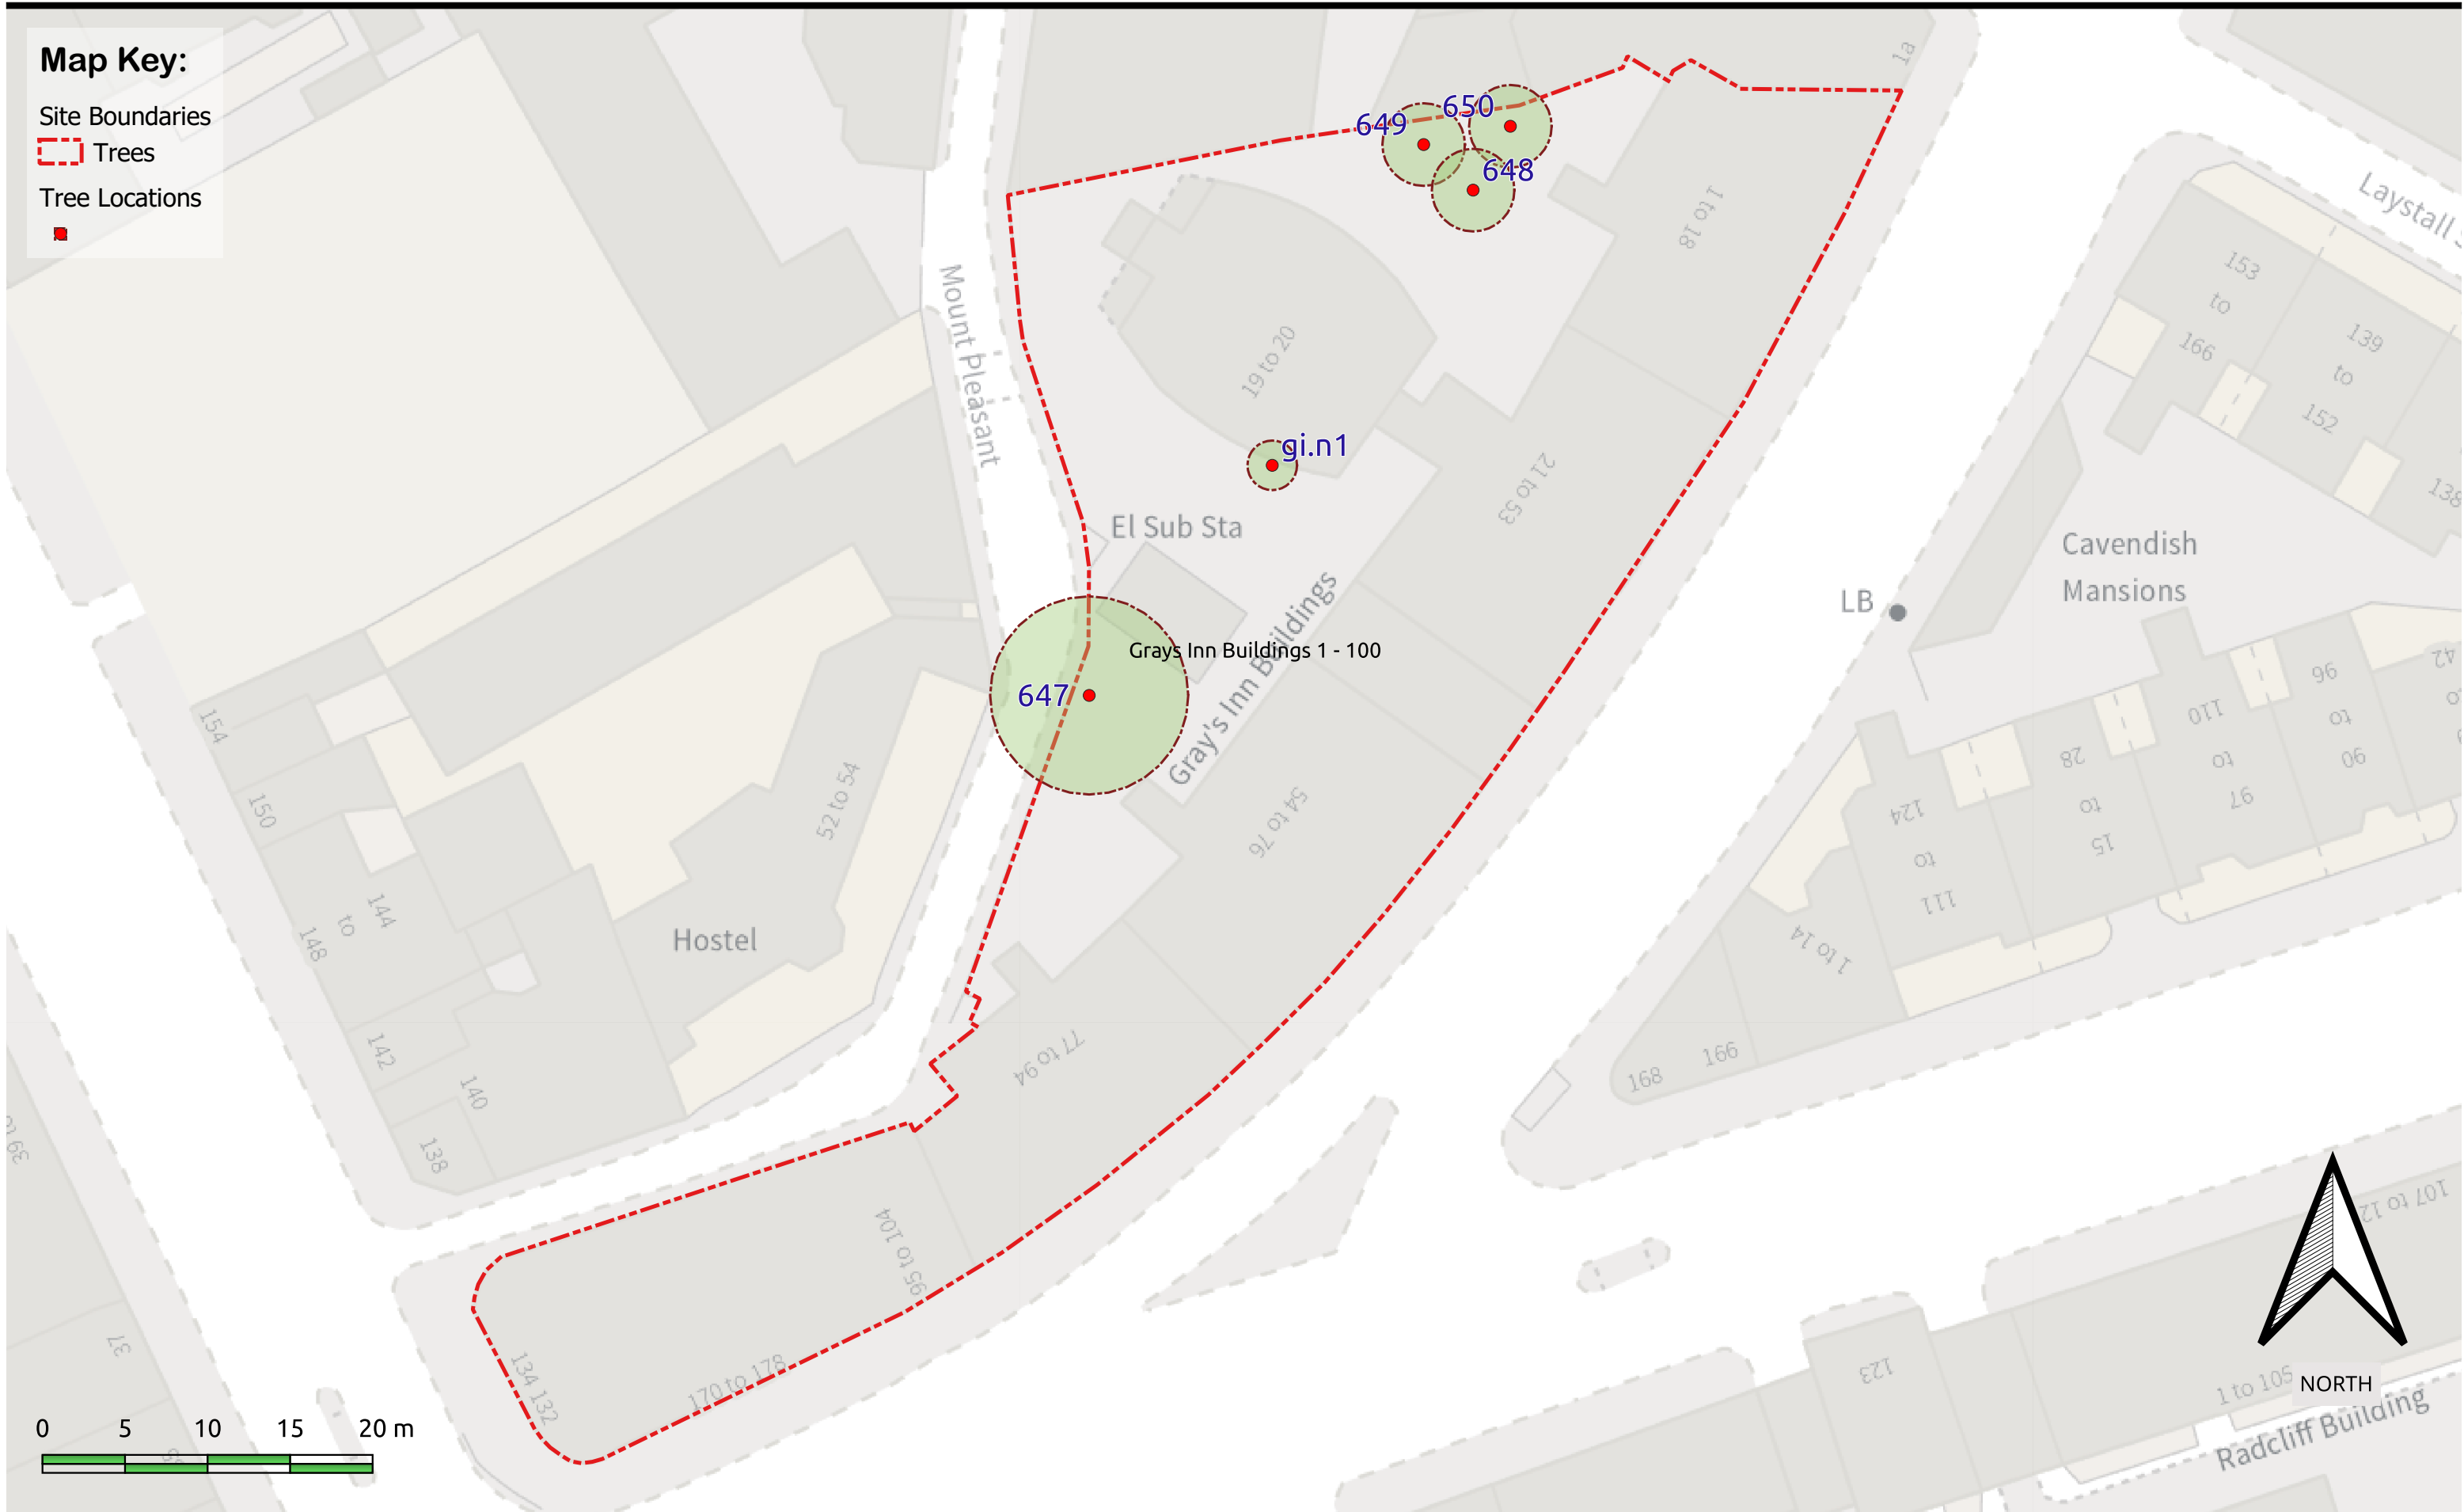 Map Key:
Site Boundaries
Trees
Tree Locations
1a
650
649
648
Laystall
1 to 18
153
to
166
139
to
152
138
Mount Pleasant
19 to 20
gi.n1
21 to 53
El Sub Sta
Cavendish
Mansions
LB
Grays Inn Buildings 1 - 100
Gray's Inn Buildings
647
154
150
52 to 54
54 to 76
144
to
148
Hostel
142
140
138
77 to 94
124
to
111
28
to
15
110
to
97
96
to
90
42
1 to 14
168
166
95 to 104
134 132
170 to 178
37
107 to 12
123
1 to 105
NORTH
Radcliff Building
0 5 10 15 20 m